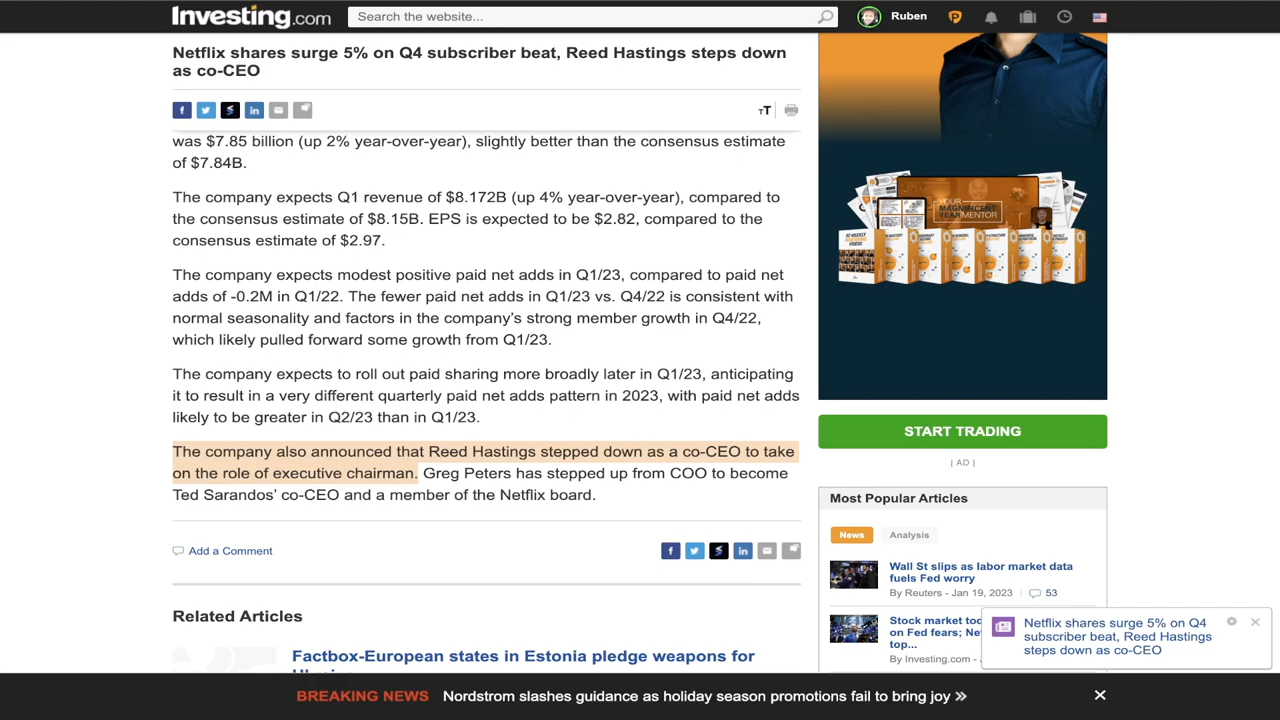 Investing.com
Search the website...
Ruben
Netflix shares surge 5% on Q4 subscriber beat, Reed Hastings steps down
as co-CEO
TT
was $7.85 billion (up 2% year-over-year), slightly better than the consensus estimate
of $7.84B.
The company expects Q1 revenue of $8.172B (up 4% year-over-year), compared to
the consensus estimate of $8.15B. EPS is expected to be $2.82, compared to the
consensus estimate of $2.97.
The company expects modest positive paid net adds in Q1/23, compared to paid net
adds of -0.2M in Q1/22. The fewer paid net adds in Q1/23 vs. Q4/22 is consistent with
normal seasonality and factors in the company's strong member growth in Q4/22,
which likely pulled forward some growth from Q1/23.
The company expects to roll out paid sharing more broadly later in Q1/23, anticipating
it to result in a very different quarterly paid net adds pattern in 2023, with paid net adds
likely to be greater in Q2/23 than in Q1/23.
The company also announced that Reed Hastings stepped down as a co-CEO to take
on the role of executive chairman. Greg Peters has stepped up from COO to become
Ted Sarandos' co-CEO and a member of the Netflix board.
Add a Comment
Related Articles
Factbox-European states in Estonia pledge weapons for
YOUR
MAGNIFICENT
YEAR MENTOR
START TRADING
| AD |
Most Popular Articles
News
Analysis
Wall St slips as labor market data
fuels Fed worry
By Reuters - Jan 19, 2023 | 53
Stock market too
on Fed fears; Ne
top...
By Investing.com -
Netflix shares surge 5% on Q4
subscriber beat, Reed Hastings
steps down as co-CEO
BREAKING NEWS Nordstrom slashes guidance as holiday season promotions fail to bring joy »